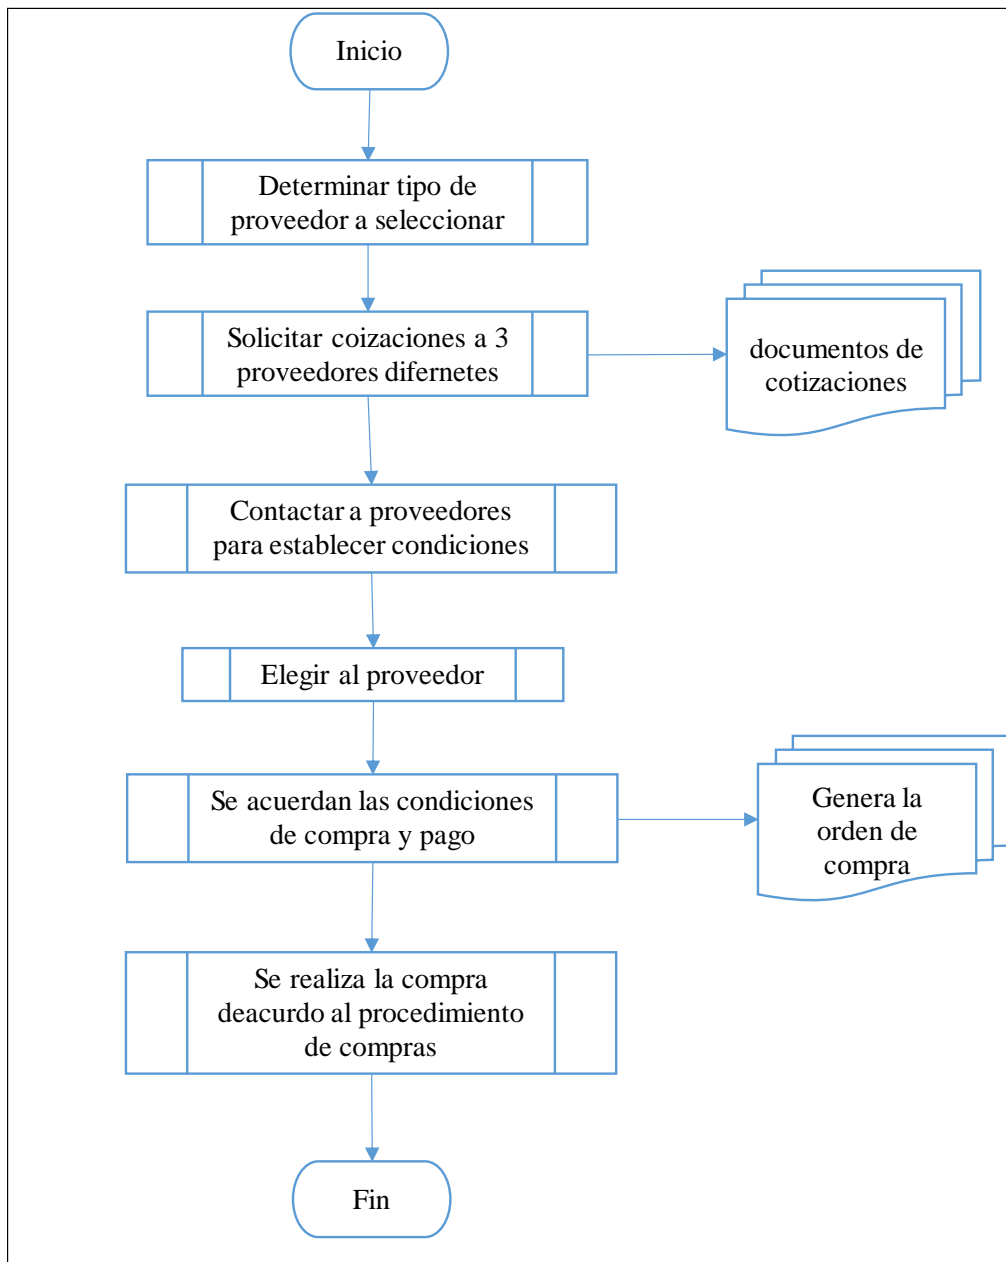 Inicio
Determinar tipo de
proveedor a seleccionar
Solicitar coizaciones a 3
proveedores difernetes
documentos de
cotizaciones
Contactar a proveedores
para establecer condiciones
Elegir al proveedor
Se acuerdan las condiciones
de compra y pago
Genera la
orden de
compra
Se realiza la compra
deacurdo al procedimiento
de compras
Fin